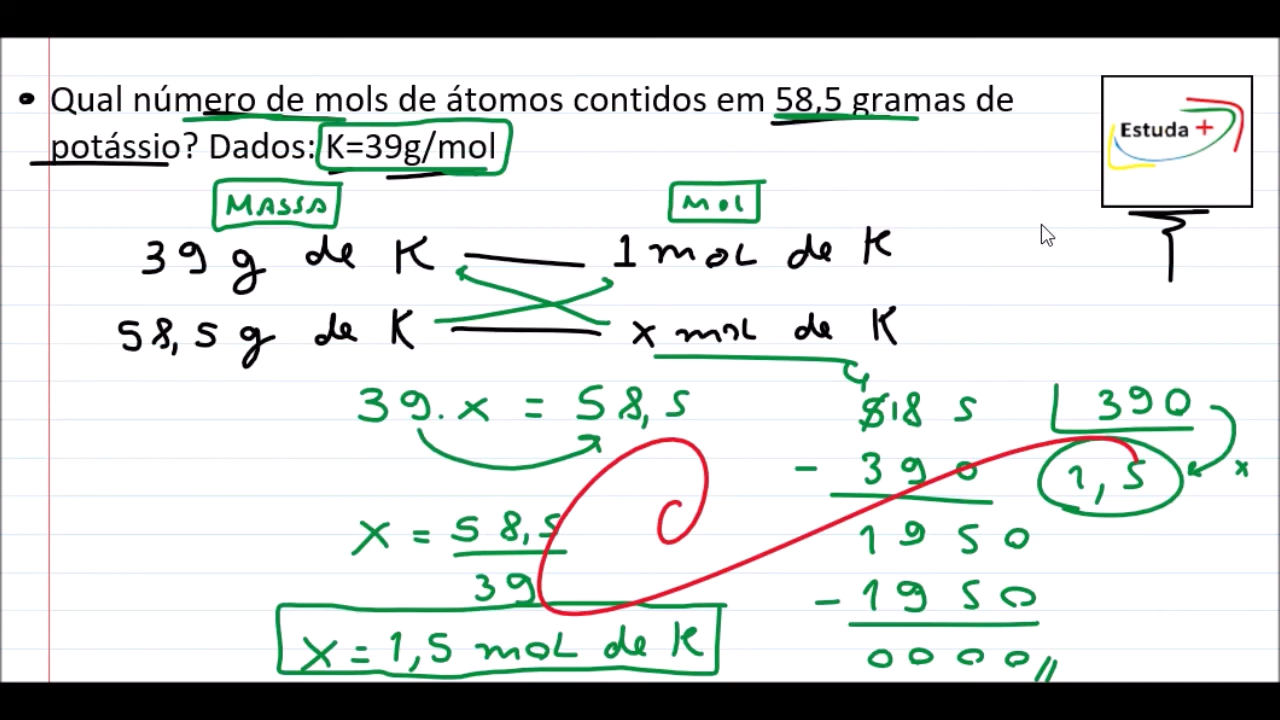 • Qual número de mols de átomos contidos em 58,5 gramas de
potássio? Dados: K=39g/mol
Estuda +
MASSA MOL
39 g de K 1 mol de K
58,5 g de K x mol de K
39.x = 58,5
x = 58,5
39
x = 1,5 mol de K
585 390
- 390 1,5 x
1950
- 1950
0000